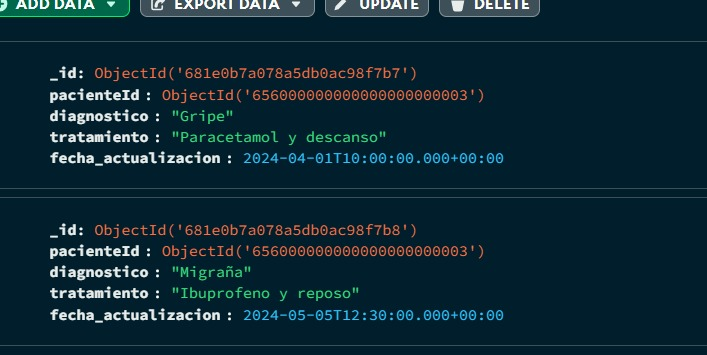 ADD DATA EXPORT DATA UPDATE DELETE
_id: ObjectId('681e0b7a078a5db0ac98f7b7')
pacienteId : ObjectId('656000000000000000000003')
diagnostico : "Gripe"
tratamiento : "Paracetamol y descanso"
fecha_actualizacion : 2024-04-01T10:00:00.000+00:00
_id: ObjectId('681e0b7a078a5db0ac98f7b8')
pacienteId : ObjectId('656000000000000000000003')
diagnostico : "Migraña"
tratamiento : "Ibuprofeno y reposo"
fecha_actualizacion : 2024-05-05T12:30:00.000+00:00